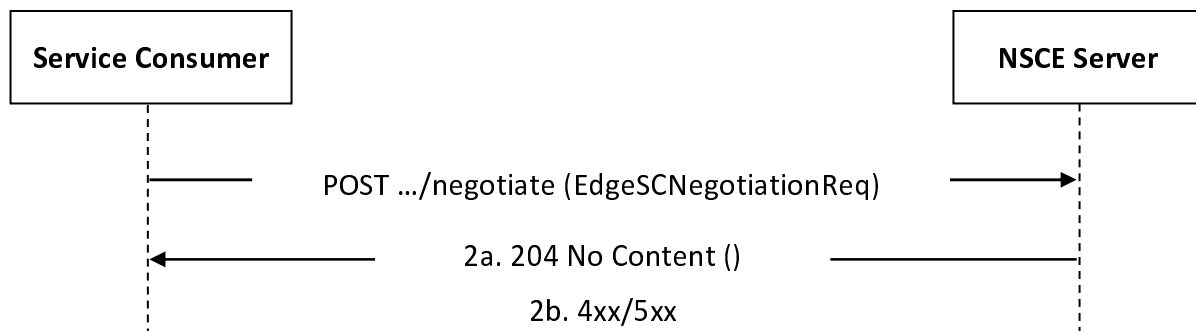 Service Consumer
NSCE Server
POST .../negotiate (EdgeSCNegotiationReq)
2a. 204 No Content ()
2b. 4xx/5xx